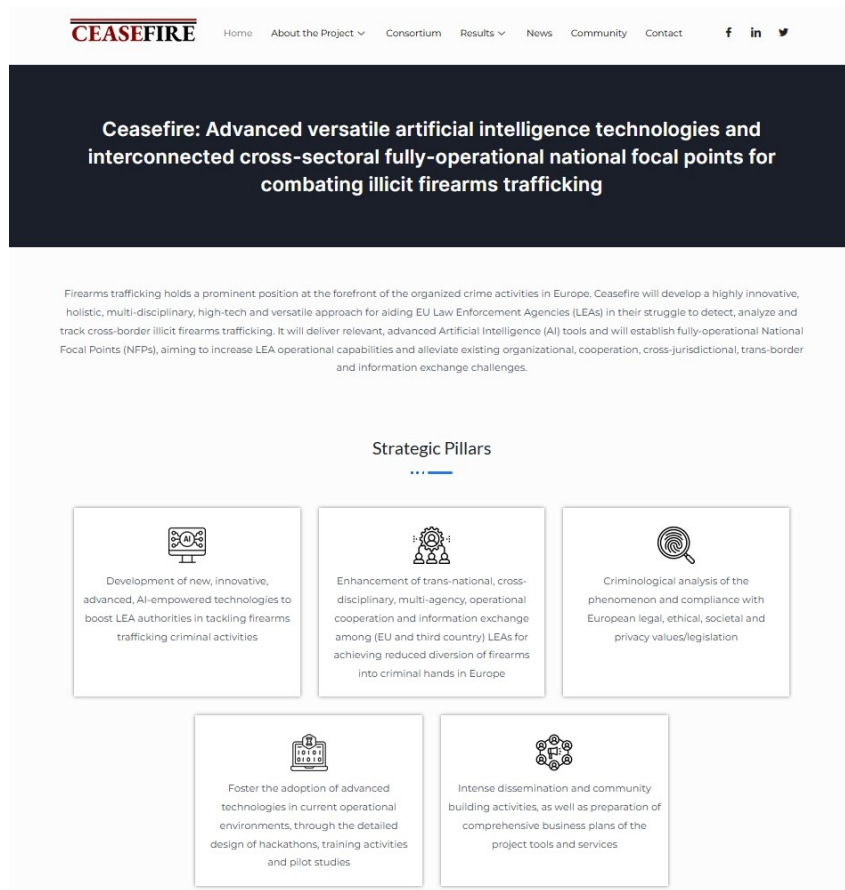 CEASEFIRE
Home About the Project Consortium Results News Community Contact
Ceasefire: Advanced versatile artificial intelligence technologies and
interconnected cross-sectoral fully-operational national focal points for
combating illicit firearms trafficking
Firearms trafficking holds a prominent position at the forefront of the organized crime activities in Europe. Ceasefire will develop a highly innovative,
holistic, multi-disciplinary, high-tech and versatile approach for aiding EU Law Enforcement Agencies (LEAs) in their struggle to detect, analyze and
track cross-border illicit firearms trafficking. It will deliver relevant, advanced Artificial Intelligence (AI) tools and will establish fully-operational National
Focal Points (NFPs), aiming to increase LEA operational capabilities and alleviate existing organizational, cooperation, cross-jurisdictional, trans-border
and information exchange challenges.
Strategic Pillars
AI
Development of new, innovative,
advanced, AI-empowered technologies to
boost LEA authorities in tackling firearms
trafficking criminal activities
Enhancement of trans-national, cross-
disciplinary, multi-agency, operational
cooperation and information exchange
among (EU and third country) LEAs for
achieving reduced diversion of firearms
into criminal hands in Europe
Criminological analysis of the
phenomenon and compliance with
European legal, ethical, societal and
privacy values/legislation
10101
01010
Foster the adoption of advanced
technologies in current operational
environments, through the detailed
design of hackathons, training activities
and pilot studies
Intense dissemination and community
building activities, as well as preparation of
comprehensive business plans of the
project tools and services